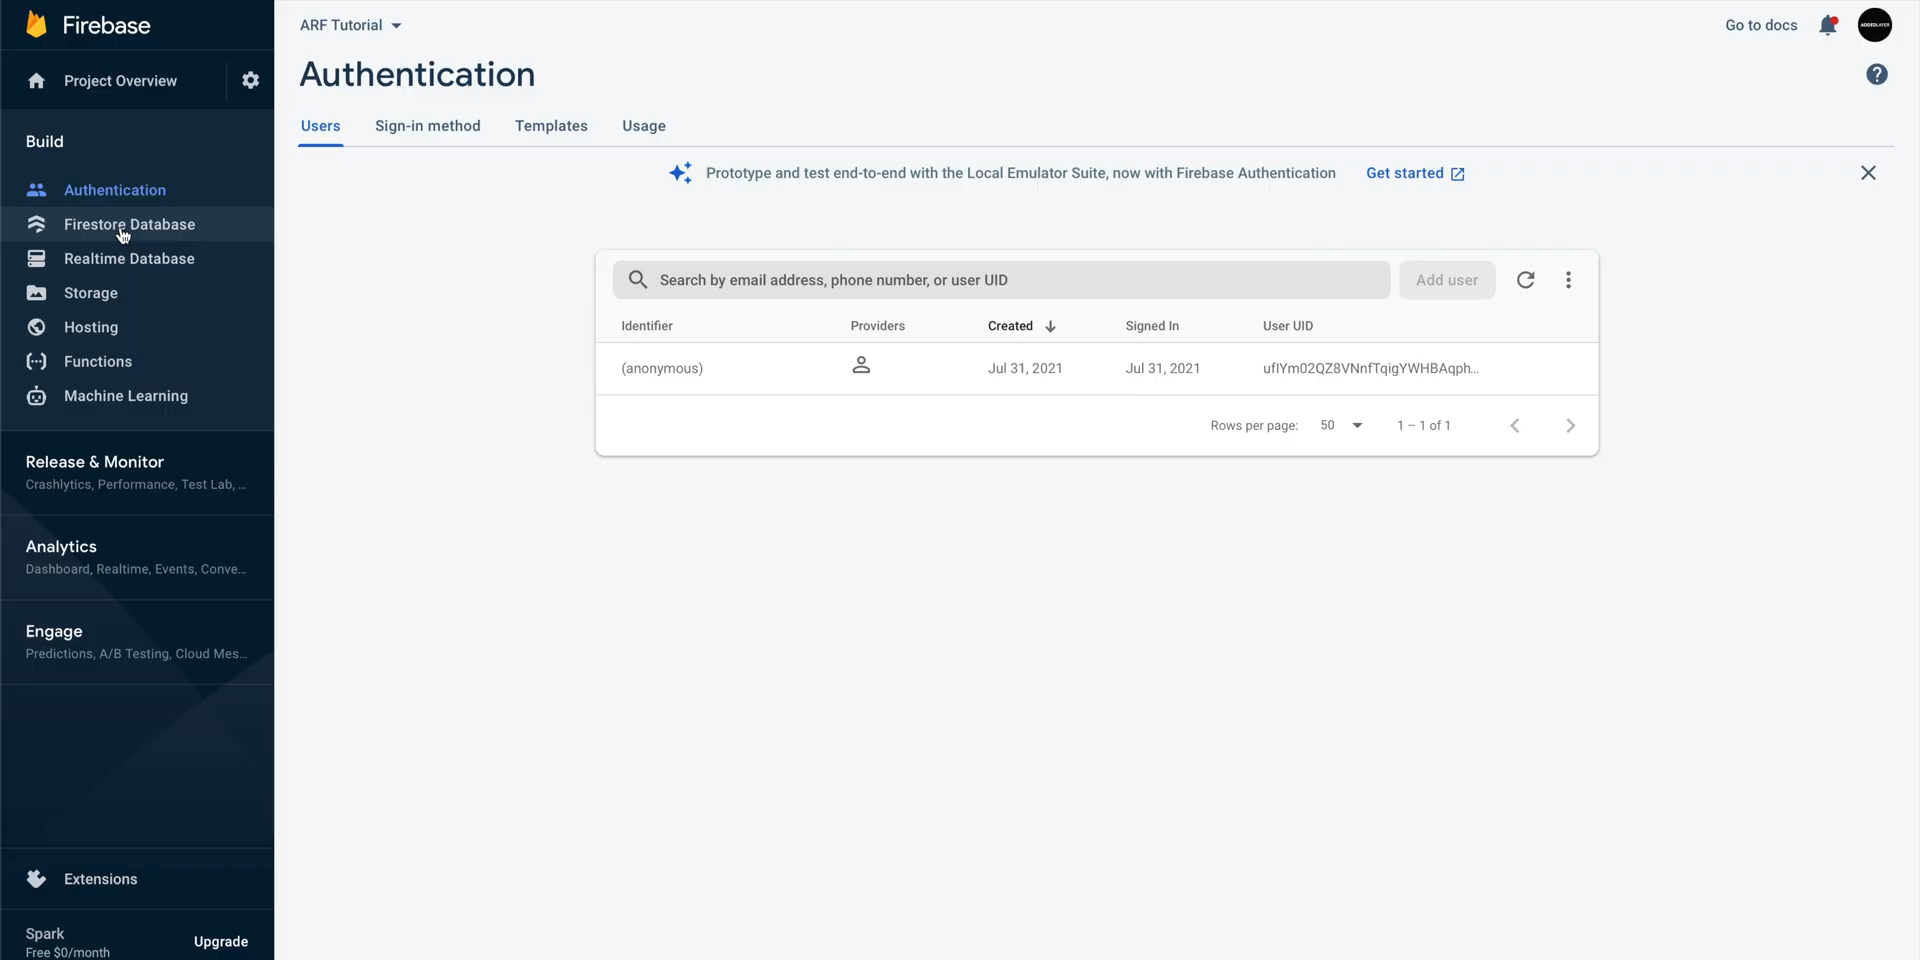 Firebase
ARF Tutorial
Go to docs
ADDEDLAYER
Project Overview
Authentication
Users
Sign-in method
Templates
Usage
Build
Prototype and test end-to-end with the Local Emulator Suite, now with Firebase Authentication
Get started
Authentication
Firestore Database
Realtime Database
Storage
Hosting
Functions
Machine Learning
Search by email address, phone number, or user UID
Add user
Identifier
Providers
Created
Signed In
User UID
(anonymous)
Jul 31, 2021
Jul 31, 2021
uflYm02QZ8VNnfTqigYWHBAqph...
Rows per page:
50
1 – 1 of 1
Release & Monitor
Crashlytics, Performance, Test Lab, ...
Analytics
Dashboard, Realtime, Events, Conve...
Engage
Predictions, A/B Testing, Cloud Mes...
Extensions
Spark
Free $0/month
Upgrade